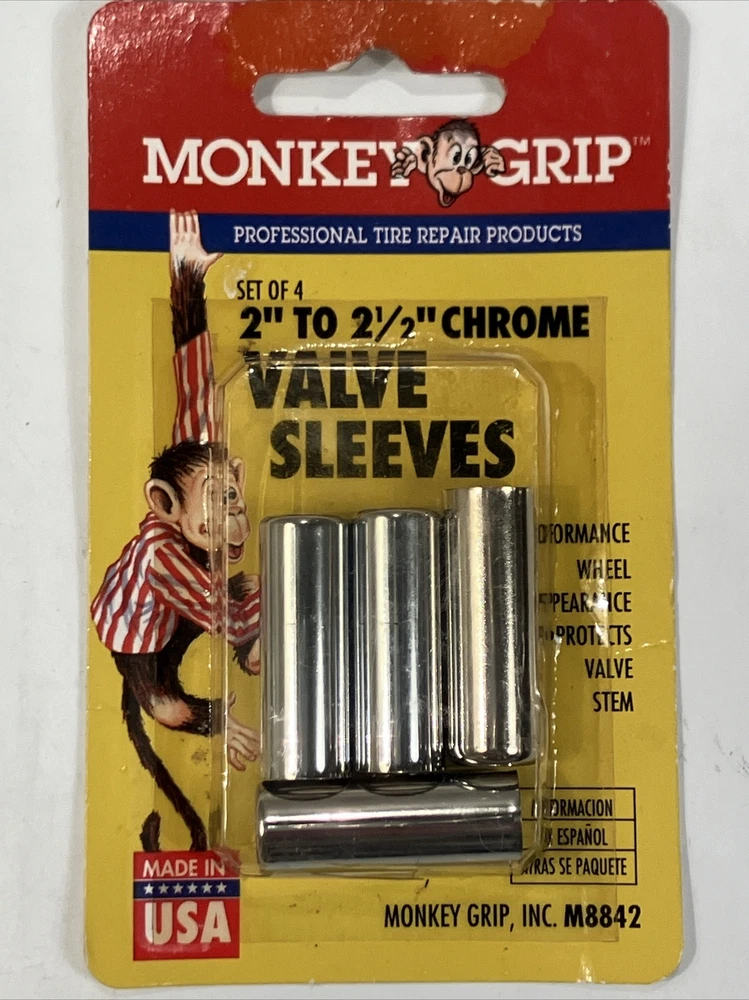 MONKEY GRIP™
PROFESSIONAL TIRE REPAIR PRODUCTS
SET OF 4
2" TO 2½" CHROME
VALVE
SLEEVES
WHEEL
PROTECTS
VALVE
STEM
ESPAÑOL
SE PAQUETE
MADE IN
USA
MONKEY GRIP, INC. M8842